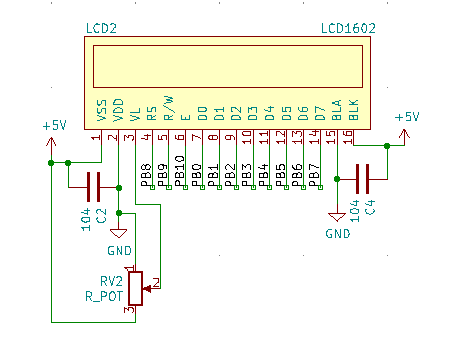 LCD2 LCD1602
VSS VDD VL RS R/W E D0 D1 D2 D3 D4 D5 D6 D7 BLA BLK
+5V +5V
1 2 3 4 5 6 7 8 9 10 11 12 13 14 15 16
PB8 PB9 PB10 PB0 PB1 PB2 PB3 PB4 PB5 PB6 PB7
104 C2 104 C4
GND GND
1
RV2 2
R_POT
3